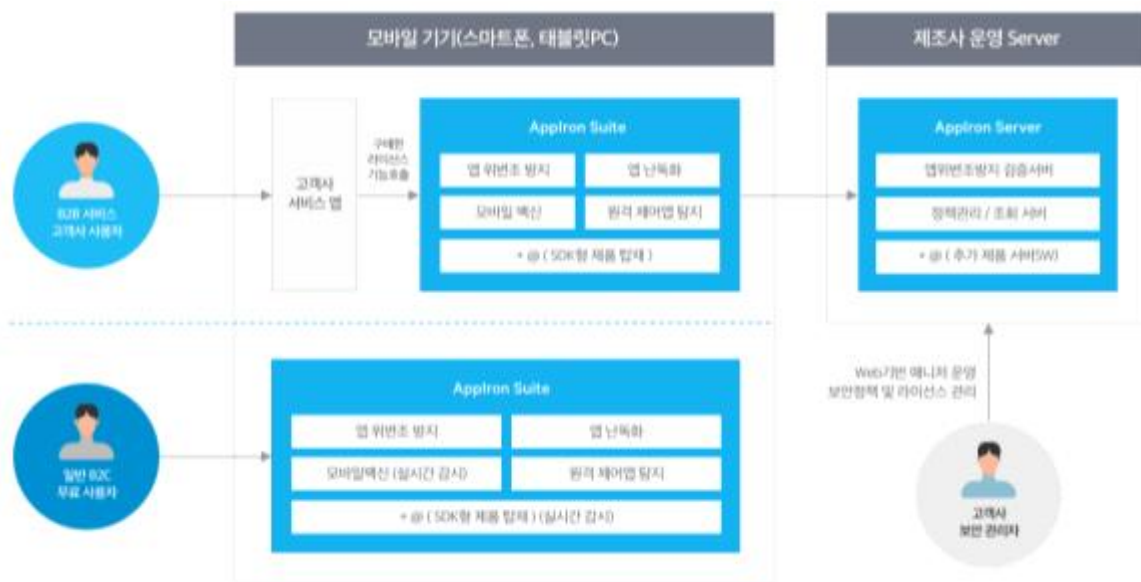 모바일 기기(스마트폰, 태블릿PC)
제조사 운영 Server
B2B 서비스
고객사 사용자
고객사
서비스 앱
구매한
라이선스
기능호출
AppIron Suite
앱 위변조 방지
앱 난독화
모바일 백신
원격 제어앱 탐지
+ @ ( SDK형 제품 탑재 )
AppIron Server
앱위변조방지 검증서버
정책관리 / 조회 서버
+ @ ( 추가 제품 서버SW)
일반 B2C
무료 사용자
AppIron Suite
앱 위변조 방지
앱 난독화
모바일백신 (실시간 감시)
원격 제어앱 탐지
+ @ ( SDK형 제품 탑재 ) (실시간 감시)
Web기반 매니저 운영
보안정책 및 라이선스 관리
고객사
보안 관리자